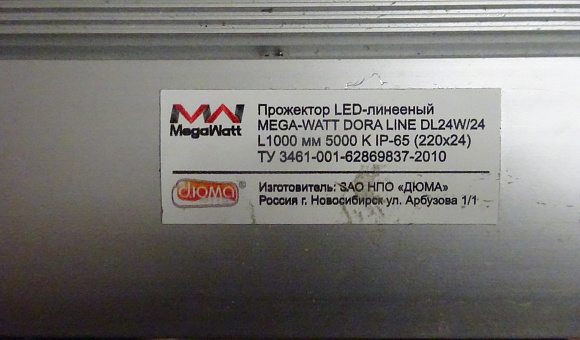 MW
MegaWatt
Прожектор LED-линееный
MEGA-WATT DORA LINE DL24W/24
L1000 мм 5000 K IP-65 (220x24)
ТУ 3461-001-62869837-2010
дюма®
Изготовитель: ЗАО НПО «ДЮМА»
Россия г. Новосибирск ул. Арбузова 1/1